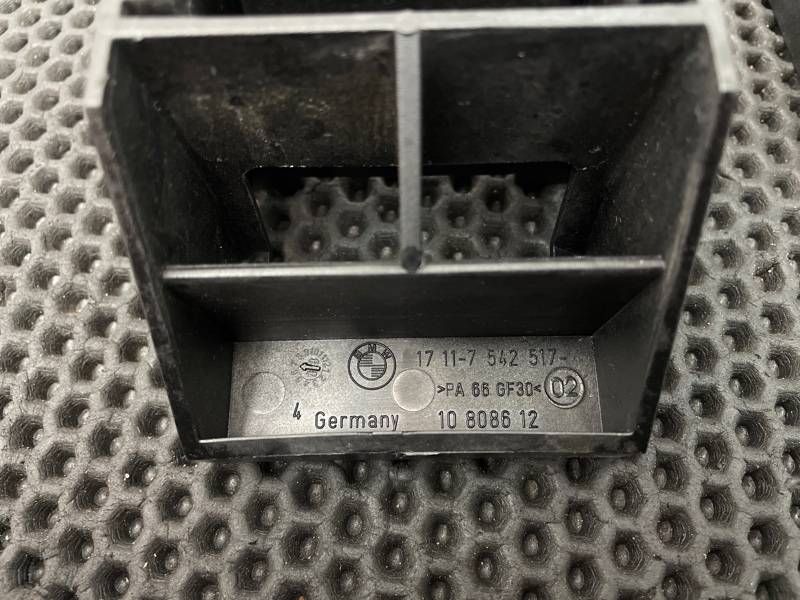 BMW 17 11-7 542 517-
>PA 66 GF30< 02
4 Germany 10 8086 12